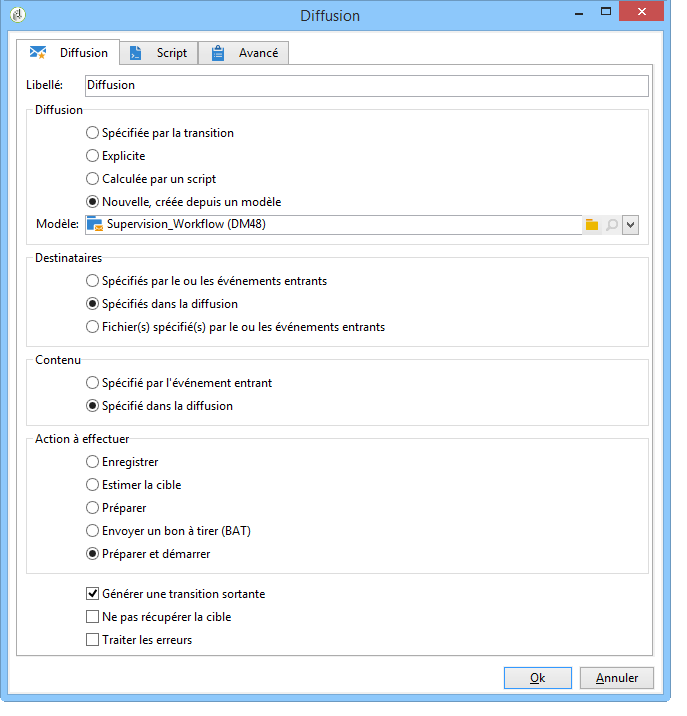 Diffusion
Diffusion Script Avancé
Libellé: Diffusion
Diffusion
Spécifiée par la transition
Explicite
Calculée par un script
Nouvelle, créée depuis un modèle
Modèle: Supervision_Workflow (DM48)
Destinataires
Spécifiés par le ou les événements entrants
Spécifiés dans la diffusion
Fichier(s) spécifié(s) par le ou les événements entrants
Contenu
Spécifié par l'événement entrant
Spécifié dans la diffusion
Action à effectuer
Enregistrer
Estimer la cible
Préparer
Envoyer un bon à tirer (BAT)
Préparer et démarrer
Générer une transition sortante
Ne pas récupérer la cible
Traiter les erreurs
Ok Annuler